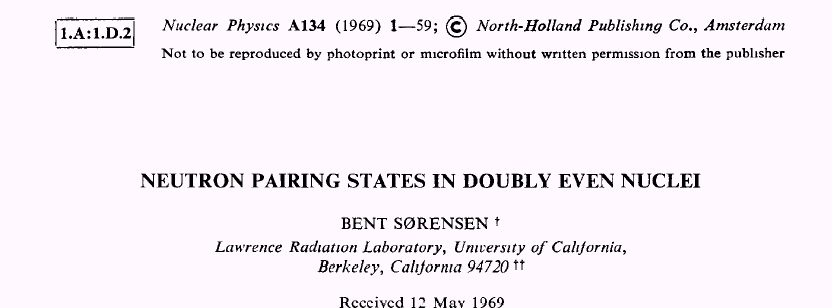 1.A:1.D.2
Nuclear Physics A134 (1969) 1—59; © North-Holland Publishing Co., Amsterdam
Not to be reproduced by photoprint or microfilm without written permission from the publisher
NEUTRON PAIRING STATES IN DOUBLY EVEN NUCLEI
BENT SØRENSEN †
Lawrence Radiation Laboratory, University of California,
Berkeley, California 94720 ††
Received 12 May 1969